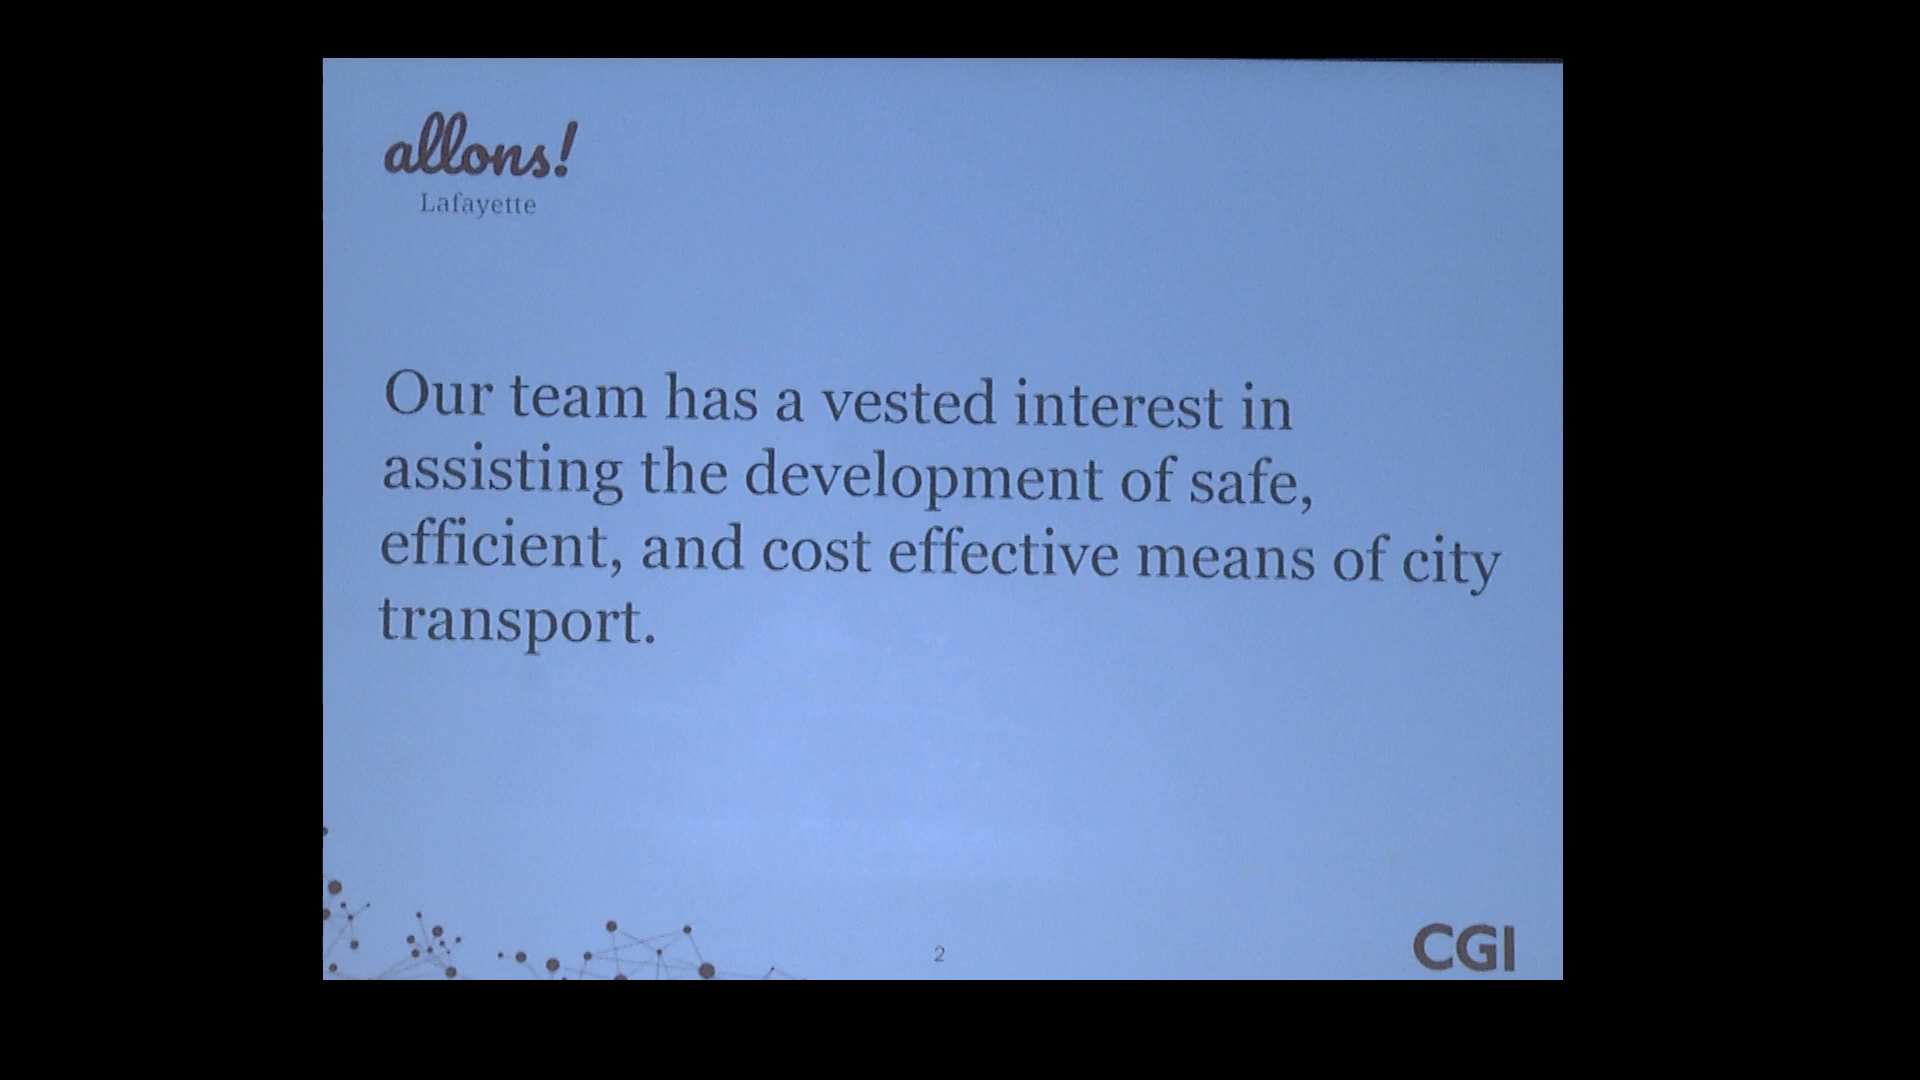 allons!
Lafayette
Our team has a vested interest in
assisting the development of safe,
efficient, and cost effective means of city
transport.
2
CGI